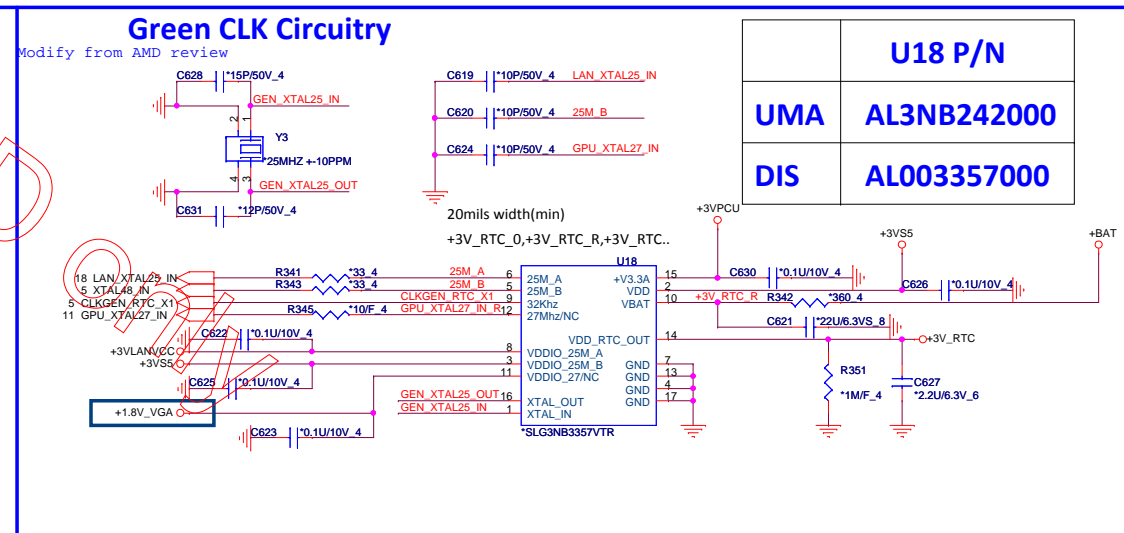 Green CLK Circuitry
Modify from AMD review
C628 *15P/50V_4
GEN_XTAL25_IN
2 1
Y3
*25MHZ +-10PPM
4 3
GEN_XTAL25_OUT
C631 *12P/50V_4
C619 *10P/50V_4 LAN_XTAL25_IN
C620 *10P/50V_4 25M_B
C624 *10P/50V_4 GPU_XTAL27_IN
U18 P/N
UMA AL3NB242000
DIS AL003357000
20mils width(min)
+3V_RTC_0,+3V_RTC_R,+3V_RTC..
+3VPCU
+3VS5
+BAT
U18
18 LAN_XTAL25_IN R341 *33_4 25M_A 6 25M_A +V3.3A 15 C630 *0.1U/10V_4
5 XTAL48_IN R343 *33_4 25M_B 5 25M_B VDD 2 C626 *0.1U/10V_4
5 CLKGEN_RTC_X1 CLKGEN_RTC_X1 9 32Khz VBAT 10 +3V_RTC_R R342 *360_4
11 GPU_XTAL27_IN R345 *10/F_4 GPU_XTAL27_IN_R 12 27Mhz/NC
C621 *22U/6.3VS_8
C622 *0.1U/10V_4
VDD_RTC_OUT 14 +3V_RTC
+3VLANVCC 8 VDDIO_25M_A
+3VS5 3 VDDIO_25M_B GND 7
11 VDDIO_27/NC GND 13
C625 *0.1U/10V_4
GND 4
GEN_XTAL25_OUT 16 XTAL_OUT GND 17
GEN_XTAL25_IN 1 XTAL_IN
R351
*1M/F_4
C627
*2.2U/6.3V_6
+1.8V_VGA
C623 *0.1U/10V_4
*SLG3NB3357VTR